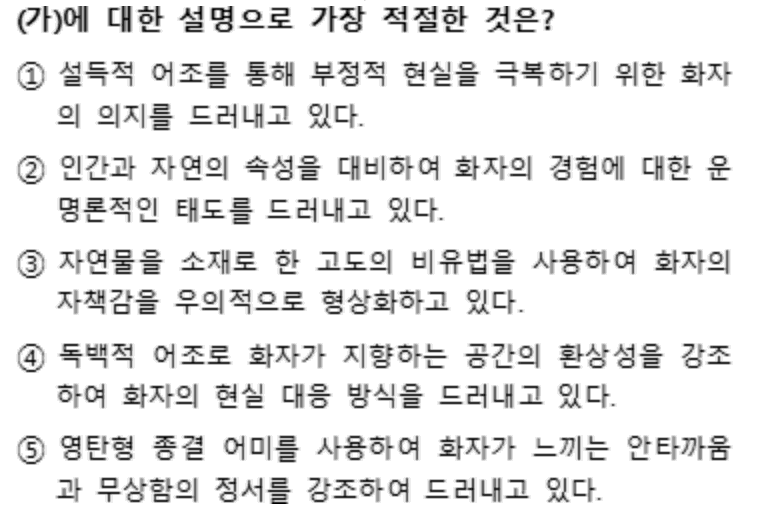 (가)에 대한 설명으로 가장 적절한 것은?
① 설득적 어조를 통해 부정적 현실을 극복하기 위한 화자
의 의지를 드러내고 있다.
② 인간과 자연의 속성을 대비하여 화자의 경험에 대한 운
명론적인 태도를 드러내고 있다.
③ 자연물을 소재로 한 고도의 비유법을 사용하여 화자의
자책감을 우의적으로 형상화하고 있다.
④ 독백적 어조로 화자가 지향하는 공간의 환상성을 강조
하여 화자의 현실 대응 방식을 드러내고 있다.
⑤ 영탄형 종결 어미를 사용하여 화자가 느끼는 안타까움
과 무상함의 정서를 강조하여 드러내고 있다.